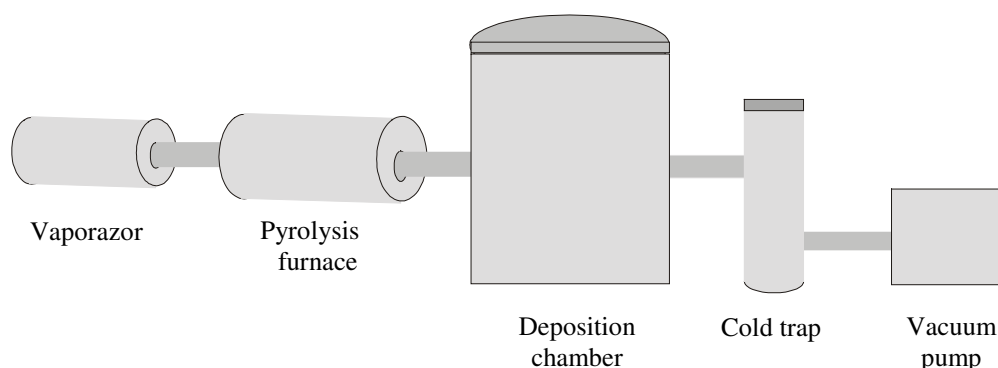 Vaporazor
Pyrolysis
furnace
Deposition
chamber
Cold trap
Vacuum
pump